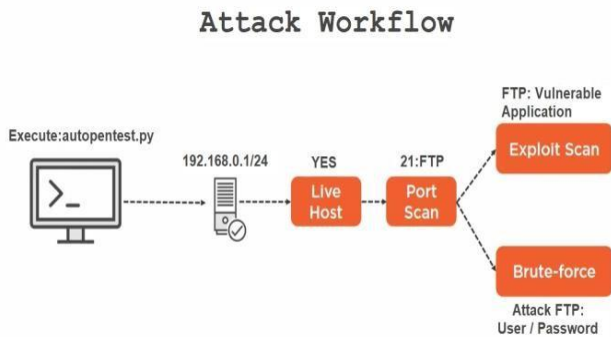 Attack Workflow
Execute:autopentest.py
>_
192.168.0.1/24
YES
Live
Host
21:FTP
Port
Scan
FTP: Vulnerable
Application
Exploit Scan
Brute-force
Attack FTP:
User / Password